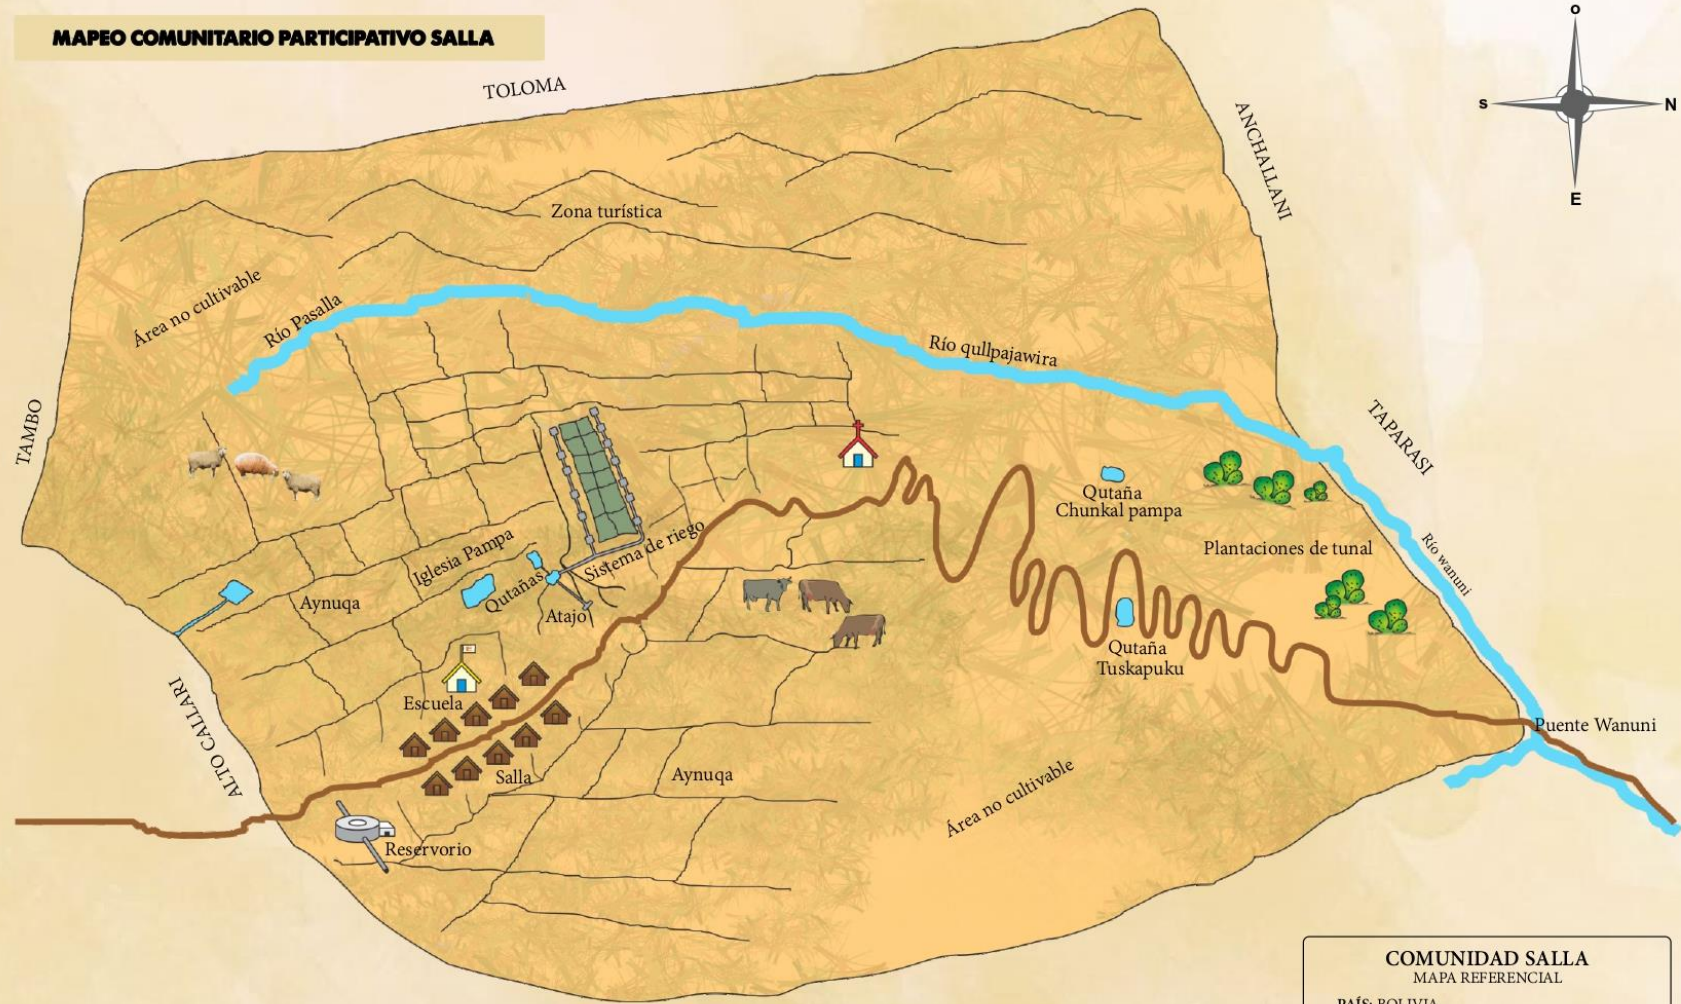 MAPEO COMUNITARIO PARTICIPATIVO SALLA
O
S
N
E
TOLOMA
ANCHALLANI
Zona turística
Área no cultivable
Río Pasalla
Río qullpajawira
TAMBO
TAPARASI
Qutaña
Chunkal pampa
Plantaciones de tunal
Río wanuni
Iglesia Pampa
Sistema de riego
Qutañas
Aynuqa
Atajo
Qutaña
Tuskapuku
ALTO CALLARI
Escuela
Salla
Aynuqa
Puente Wanuni
Área no cultivable
Reservorio
COMUNIDAD SALLA
MAPA REFERENCIAL
PAÍS: BOLIVIA